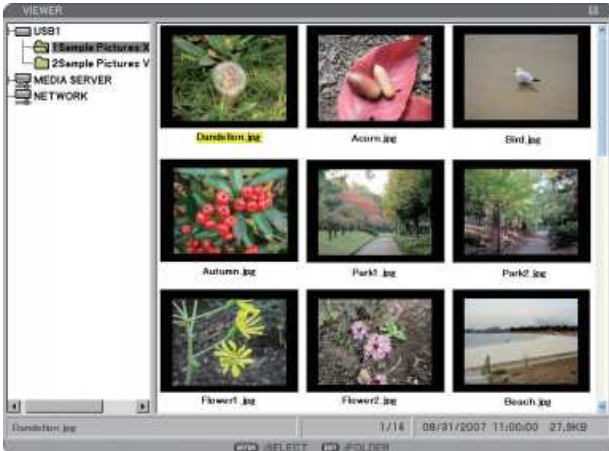 VIEWER
USB1
1Sample Pictures X
2Sample Pictures V
MEDIA SERVER
NETWORK
Dandelion.jpg
Acorn.jpg
Bird.jpg
Autumn.jpg
Park1.jpg
Park2.jpg
Flower1.jpg
Flower2.jpg
Beach.jpg
Dandelion.jpg
1/14
08/31/2007 11:00:00 27.9KB
:SELECT
:FOLDER